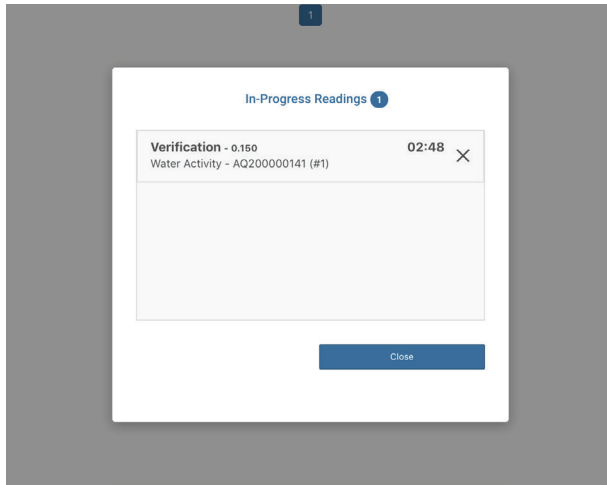 1
In-Progress Readings 1
Verification - 0.150 02:48
Water Activity - AQ200000141 (#1)
Close